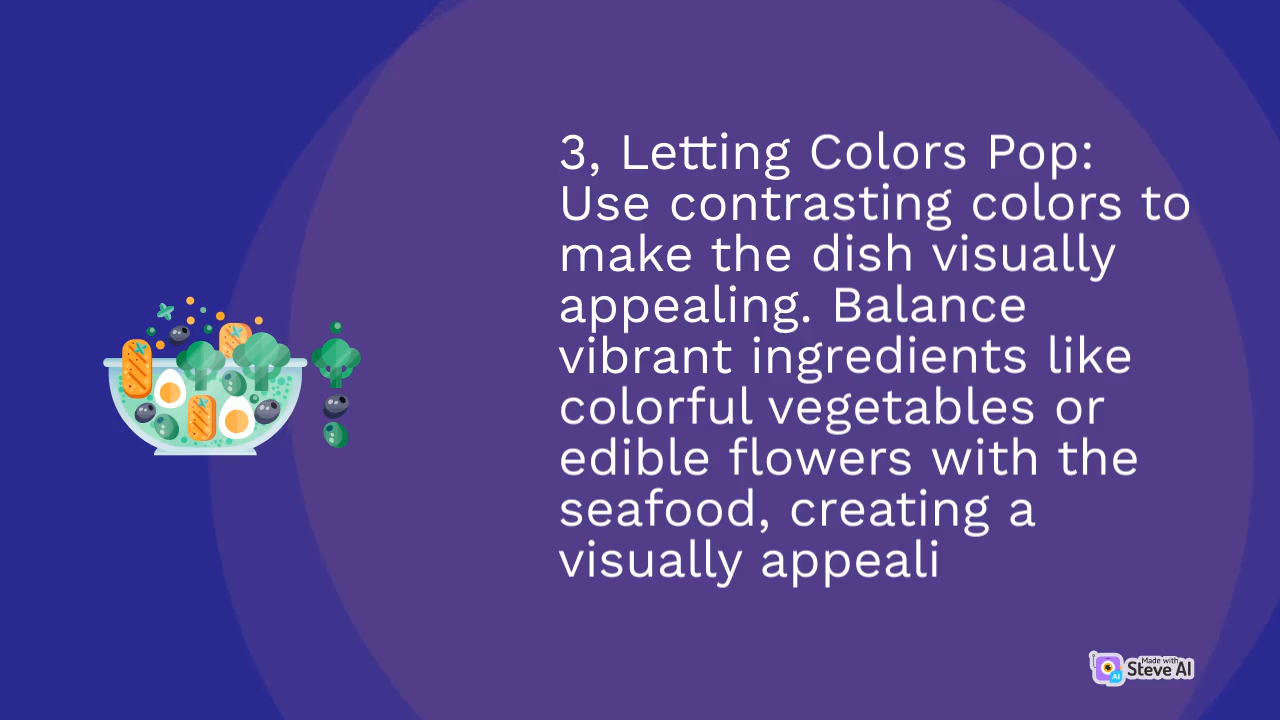 3, Letting Colors Pop:
Use contrasting colors to
make the dish visually
appealing. Balance
vibrant ingredients like
colorful vegetables or
edible flowers with the
seafood, creating a
visually appeali
Made with
Steve AI
AI